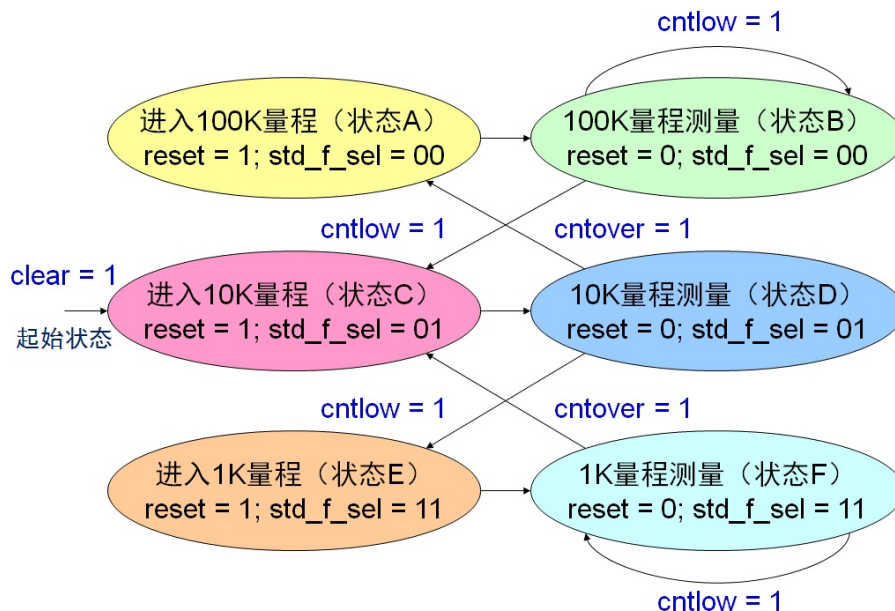 cntlow = 1
进入100K量程（状态A）
reset = 1; std_f_sel = 00
100K量程测量（状态B）
reset = 0; std_f_sel = 00
cntlow = 1
cntover = 1
clear = 1
起始状态
进入10K量程（状态C）
reset = 1; std_f_sel = 01
10K量程测量（状态D）
reset = 0; std_f_sel = 01
cntlow = 1
cntover = 1
进入1K量程（状态E）
reset = 1; std_f_sel = 11
1K量程测量（状态F）
reset = 0; std_f_sel = 11
cntlow = 1